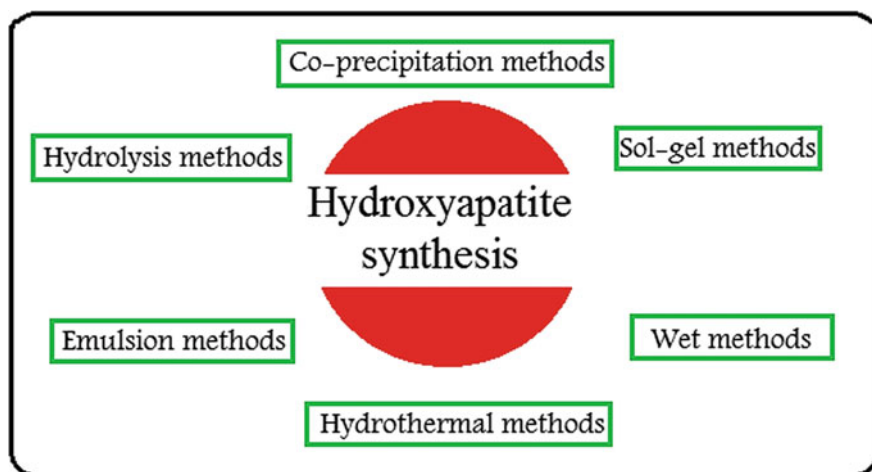 Co-precipitation methods
Hydrolysis methods
Sol-gel methods
Hydroxyapatite
synthesis
Emulsion methods
Wet methods
Hydrothermal methods